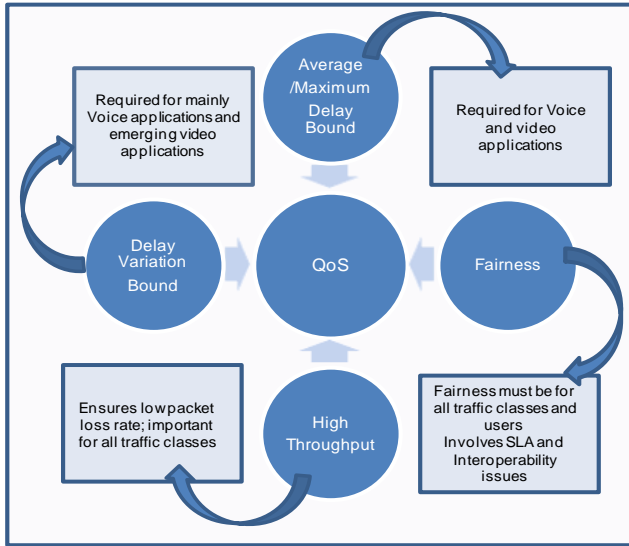 Average
/Maximum
Delay
Bound
Required for mainly
Voice applications and
emerging video
applications
Required for Voice
and video
applications
Delay
Variation
Bound
QoS
Fairness
Ensures low packet
loss rate; important
for all traffic classes
High
Throughput
Fairness must be for
all traffic classes and
users
Involves SLA and
Interoperability
issues